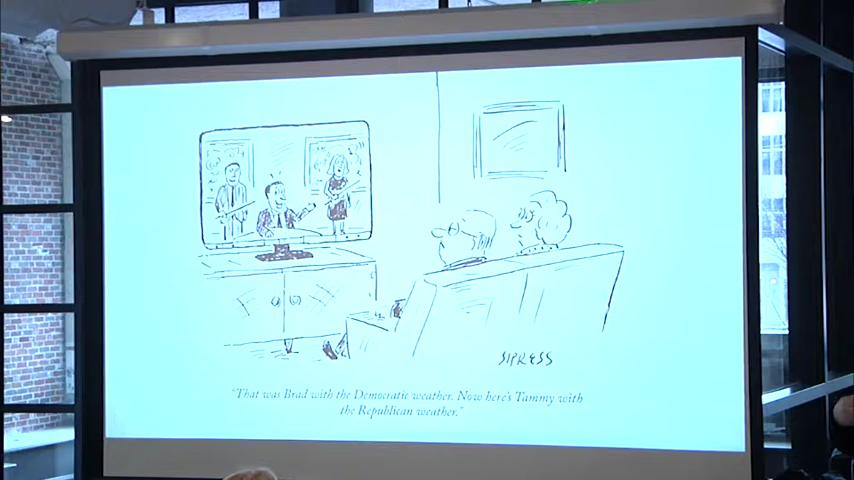 SIPRESS
"That was Brad with the Democratic weather. Now here's Tammy with
the Republican weather."